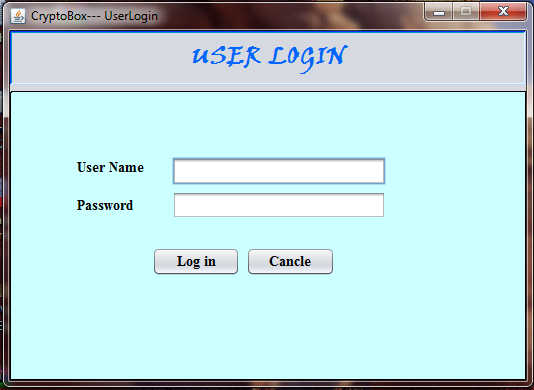 CryptoBox--- UserLogin
USER LOGIN
User Name
Password
Log in Cancle